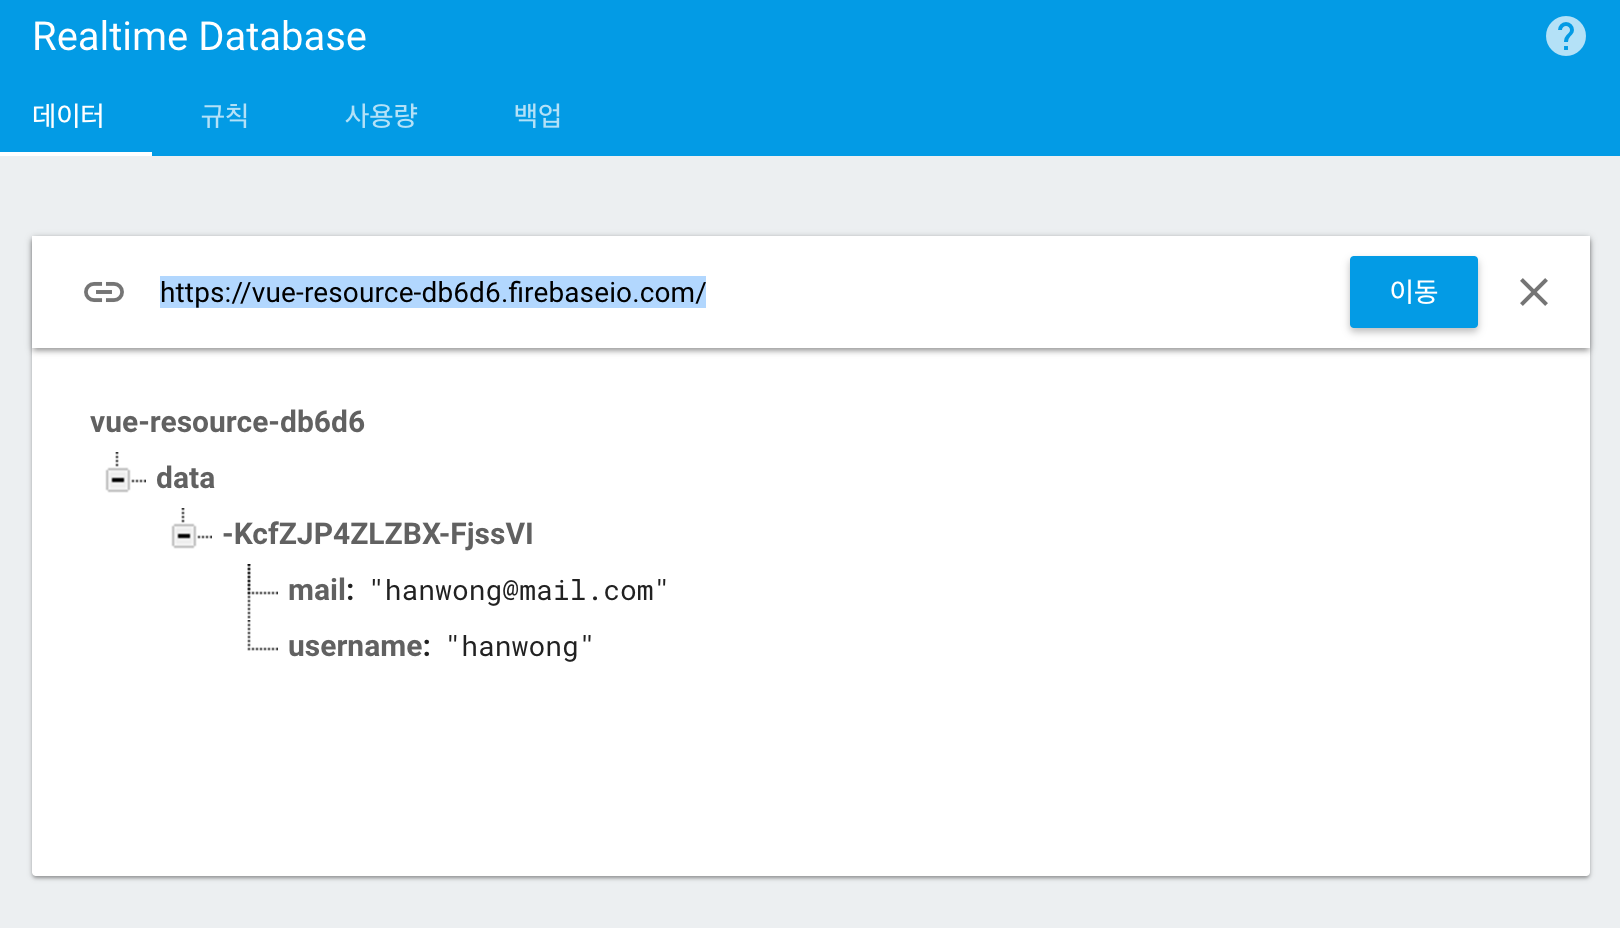 Realtime Database
?
데이터 규칙 사용량 백업
https://vue-resource-db6d6.firebaseio.com/ 이동
vue-resource-db6d6
data
-KcfZJP4ZLZBX-FjssVI
mail: "hanwong@mail.com"
username: "hanwong"